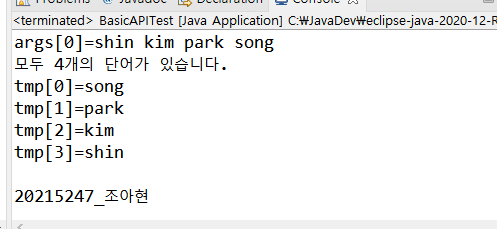 Problems @ Javadoc Declaration Console
<terminated> BasicAPITest [Java Application] C:₩JavaDev₩eclipse-java-2020-12-R
args[0]=shin kim park song
모두 4개의 단어가 있습니다.
tmp[0]=song
tmp[1]=park
tmp[2]=kim
tmp[3]=shin
20215247_조아현